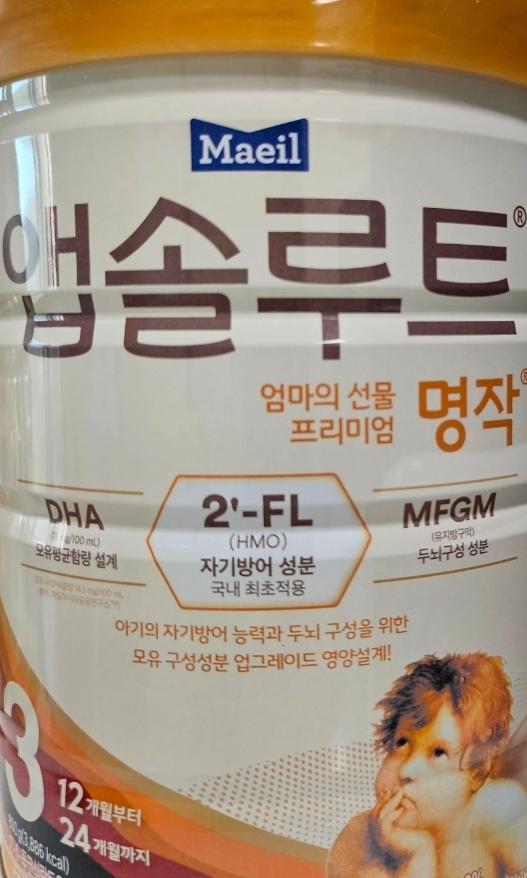 Maeil
앱솔루트®
엄마의 선물
프리미엄
명작®
DHA
모유평균함량 설계
2'-FL
(HMO)
자기방어 성분
국내 최초적용
MFGM
(유지방구막)
두뇌구성 성분
아기의 자기방어 능력과 두뇌 구성을 위한
모유 구성성분 업그레이드 영양설계!
3
12개월부터
24개월까지
800g(3,886 kcal)